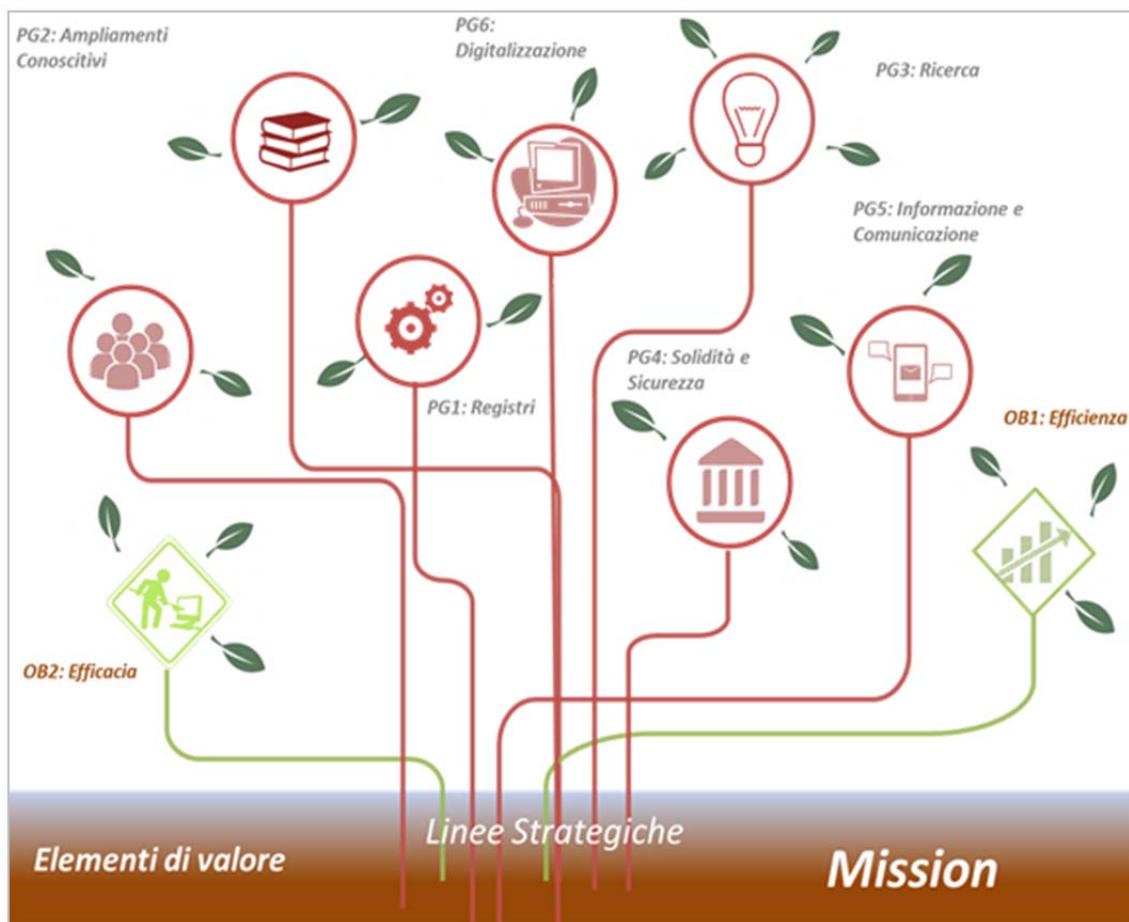 PG2: Ampliamenti
Conoscitivi
PG6:
Digitalizzazione
PG3: Ricerca
PG5: Informazione e
Comunicazione
PG4: Solidità e
Sicurezza
PG1: Registri
OB1: Efficienza
OB2: Efficacia
Linee Strategiche
Elementi di valore
Mission